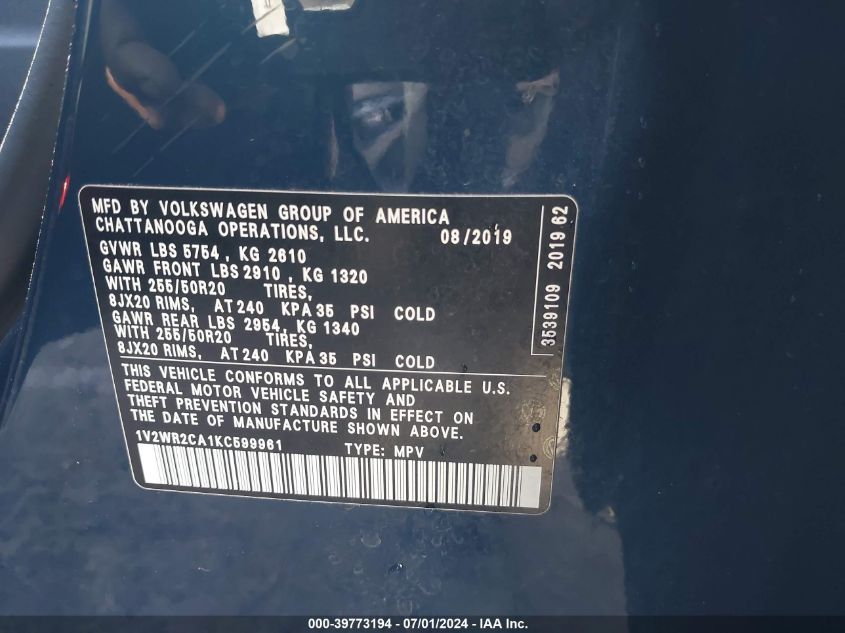 MFD BY VOLKSWAGEN GROUP OF AMERICA
CHATTANOOGA OPERATIONS, LLC. 08/2019
GVWR LBS 5754 , KG 2610
GAWR FRONT LBS 2910 , KG 1320
WITH 255/50R20 TIRES,
8JX20 RIMS, AT 240 KPA 35 PSI COLD
GAWR REAR LBS 2954, KG 1340
WITH 255/50R20 TIRES,
8JX20 RIMS, AT 240 KPA 35 PSI COLD
THIS VEHICLE CONFORMS TO ALL APPLICABLE U.S.
FEDERAL MOTOR VEHICLE SAFETY AND
THEFT PREVENTION STANDARDS IN EFFECT ON
THE DATE OF MANUFACTURE SHOWN ABOVE.
1V2WR2CA1KC599961 TYPE: MPV
3539109 2019 62
000-39773194 - 07/01/2024 - IAA Inc.